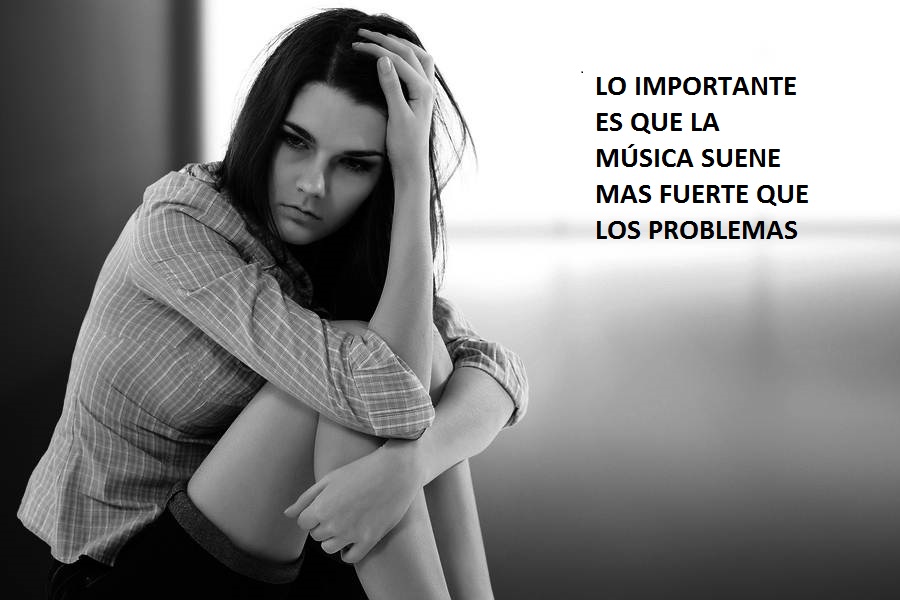 LO IMPORTANTE
ES QUE LA
MÚSICA SUENE
MAS FUERTE QUE
LOS PROBLEMAS